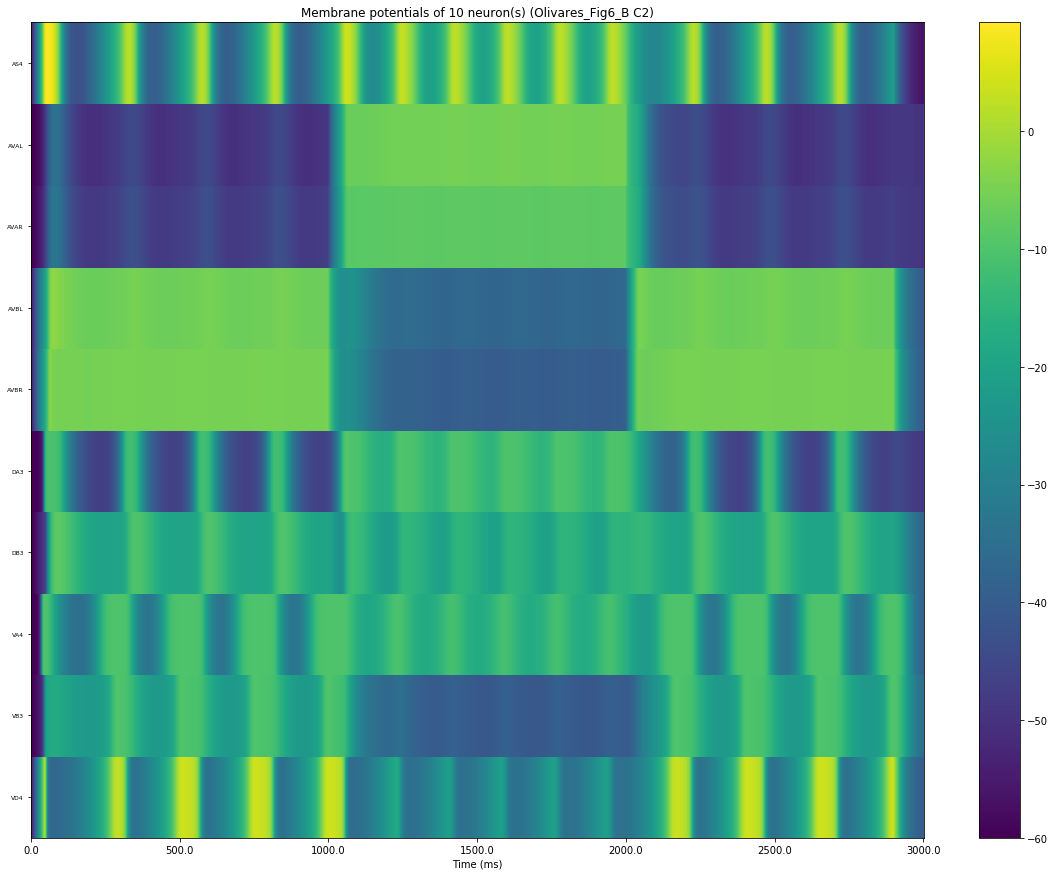 Membrane potentials of 10 neuron(s) (Olivares_Fig6_B C2)
AS4
AVAL
AVAR
AVBL
AVBR
DA3
DB3
VA4
VB3
VD4
0.0 500.0 1000.0 1500.0 2000.0 2500.0 3000.0
Time (ms)
0
−10
−20
−30
−40
−50
−60